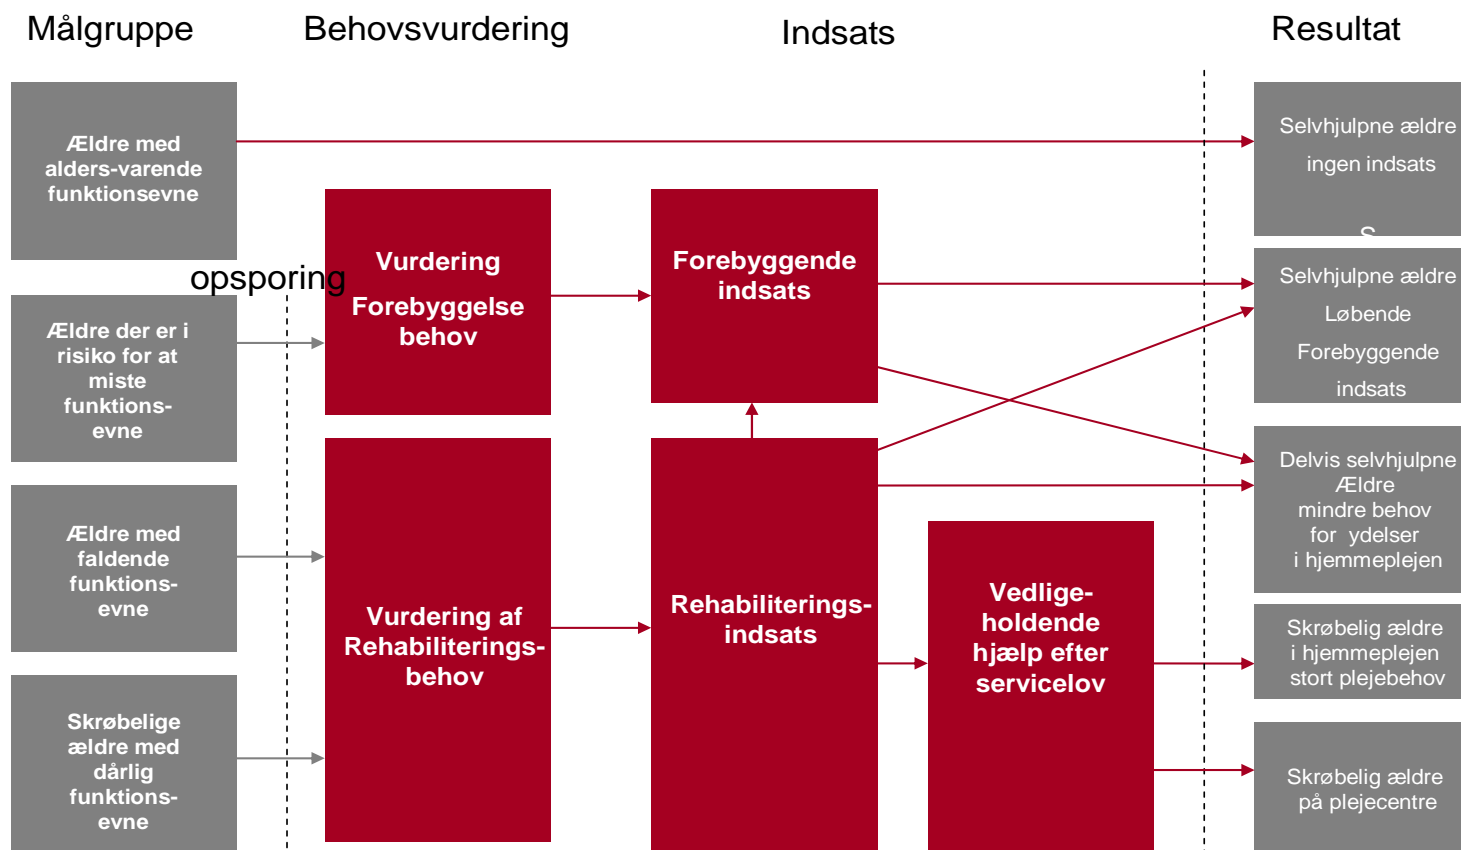 Målgruppe
Behovsvurdering
Indsats
Resultat
Ældre med
alders-varende
funktionsevne
opsporing
Ældre der er i
risiko for at
miste
funktions-
evne
Ældre med
faldende
funktions-
evne
Skrøbelige
ældre med
dårlig
funktions-
evne
Vurdering
Forebyggelse
behov
Vurdering af
Rehabiliterings-
behov
Forebyggende
indsats
Rehabiliterings-
indsats
Vedlige-
holdende
hjælp efter
servicelov
Selvhjulpne ældre
ingen indsats
S
Selvhjulpne ældre
Løbende
Forebyggende
indsats
Delvis selvhjulpne
Ældre
mindre behov
for ydelser
i hjemmeplejen
Skrøbelig ældre
i hjemmeplejen
stort plejebehov
Skrøbelig ældre
på plejecentre